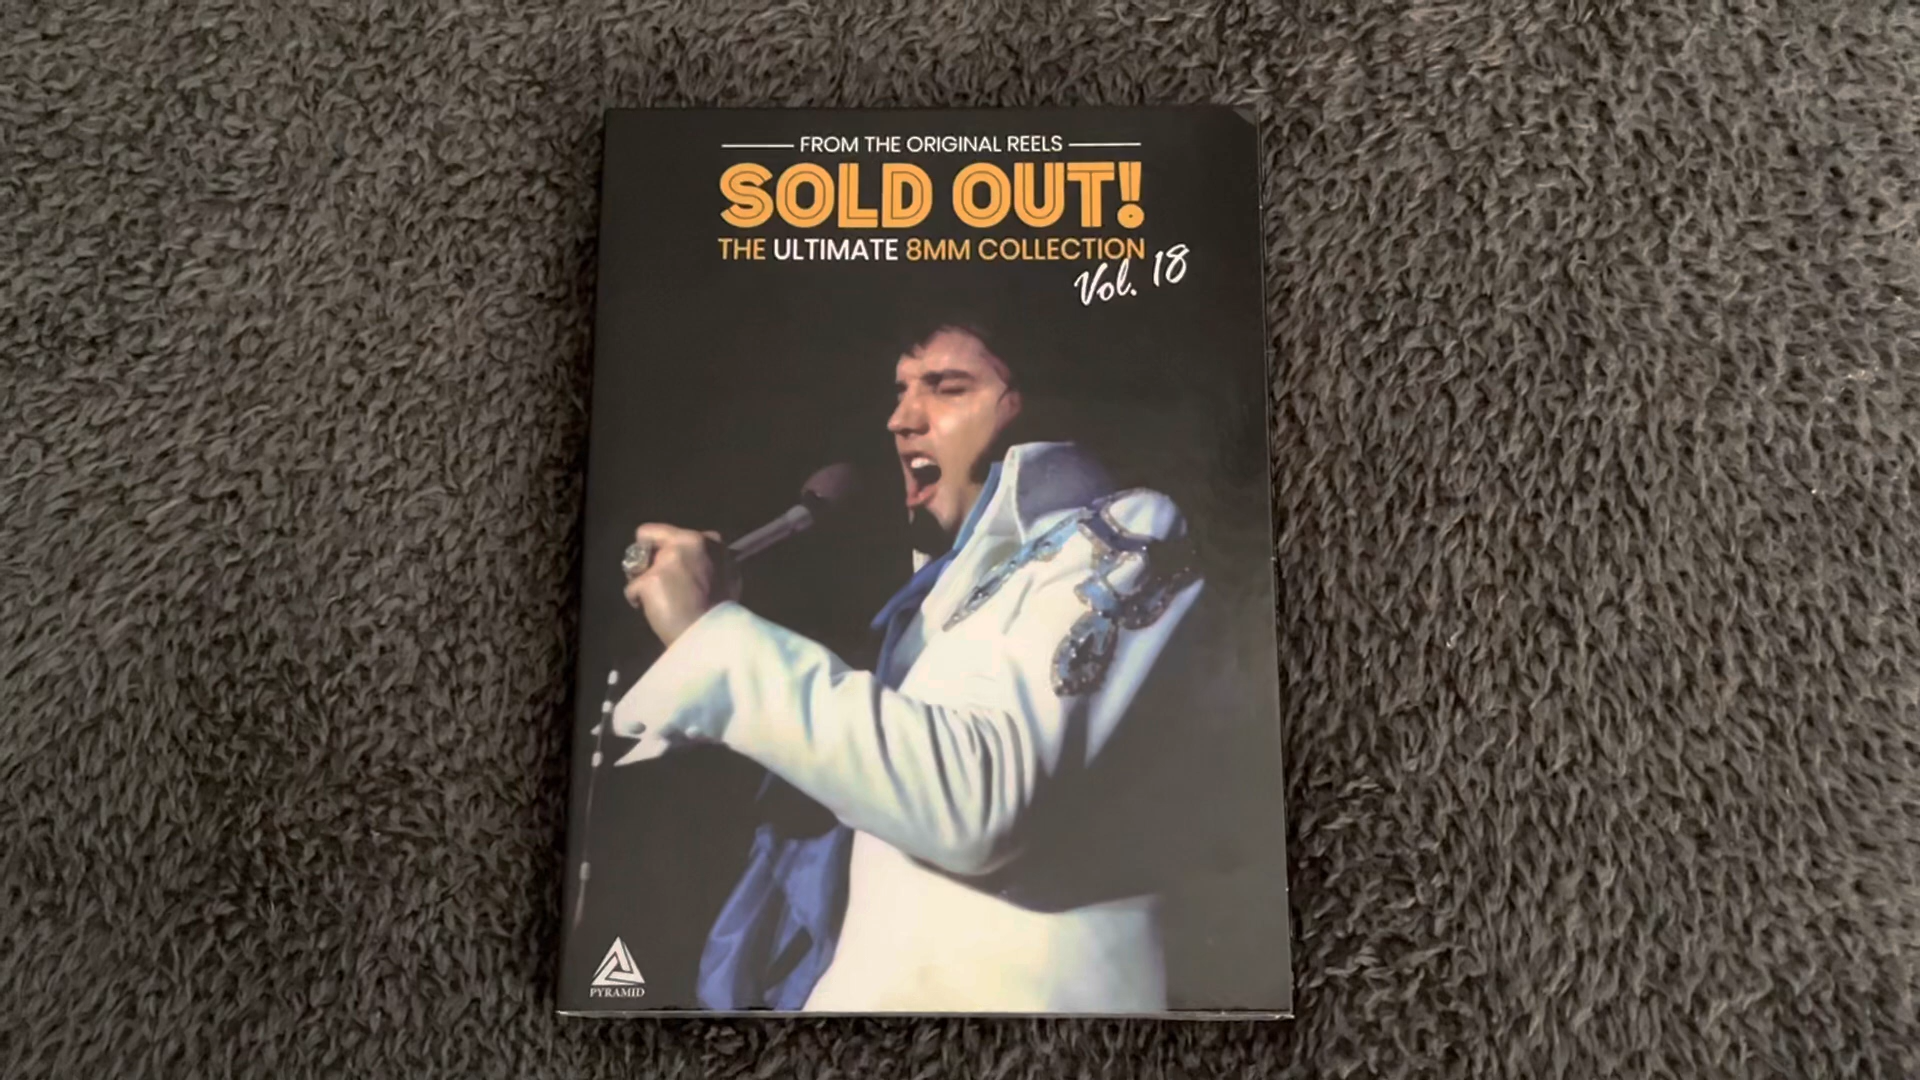 FROM THE ORIGINAL REELS
SOLD OUT!
THE ULTIMATE 8MM COLLECTION
Vol. 18
PYRAMID